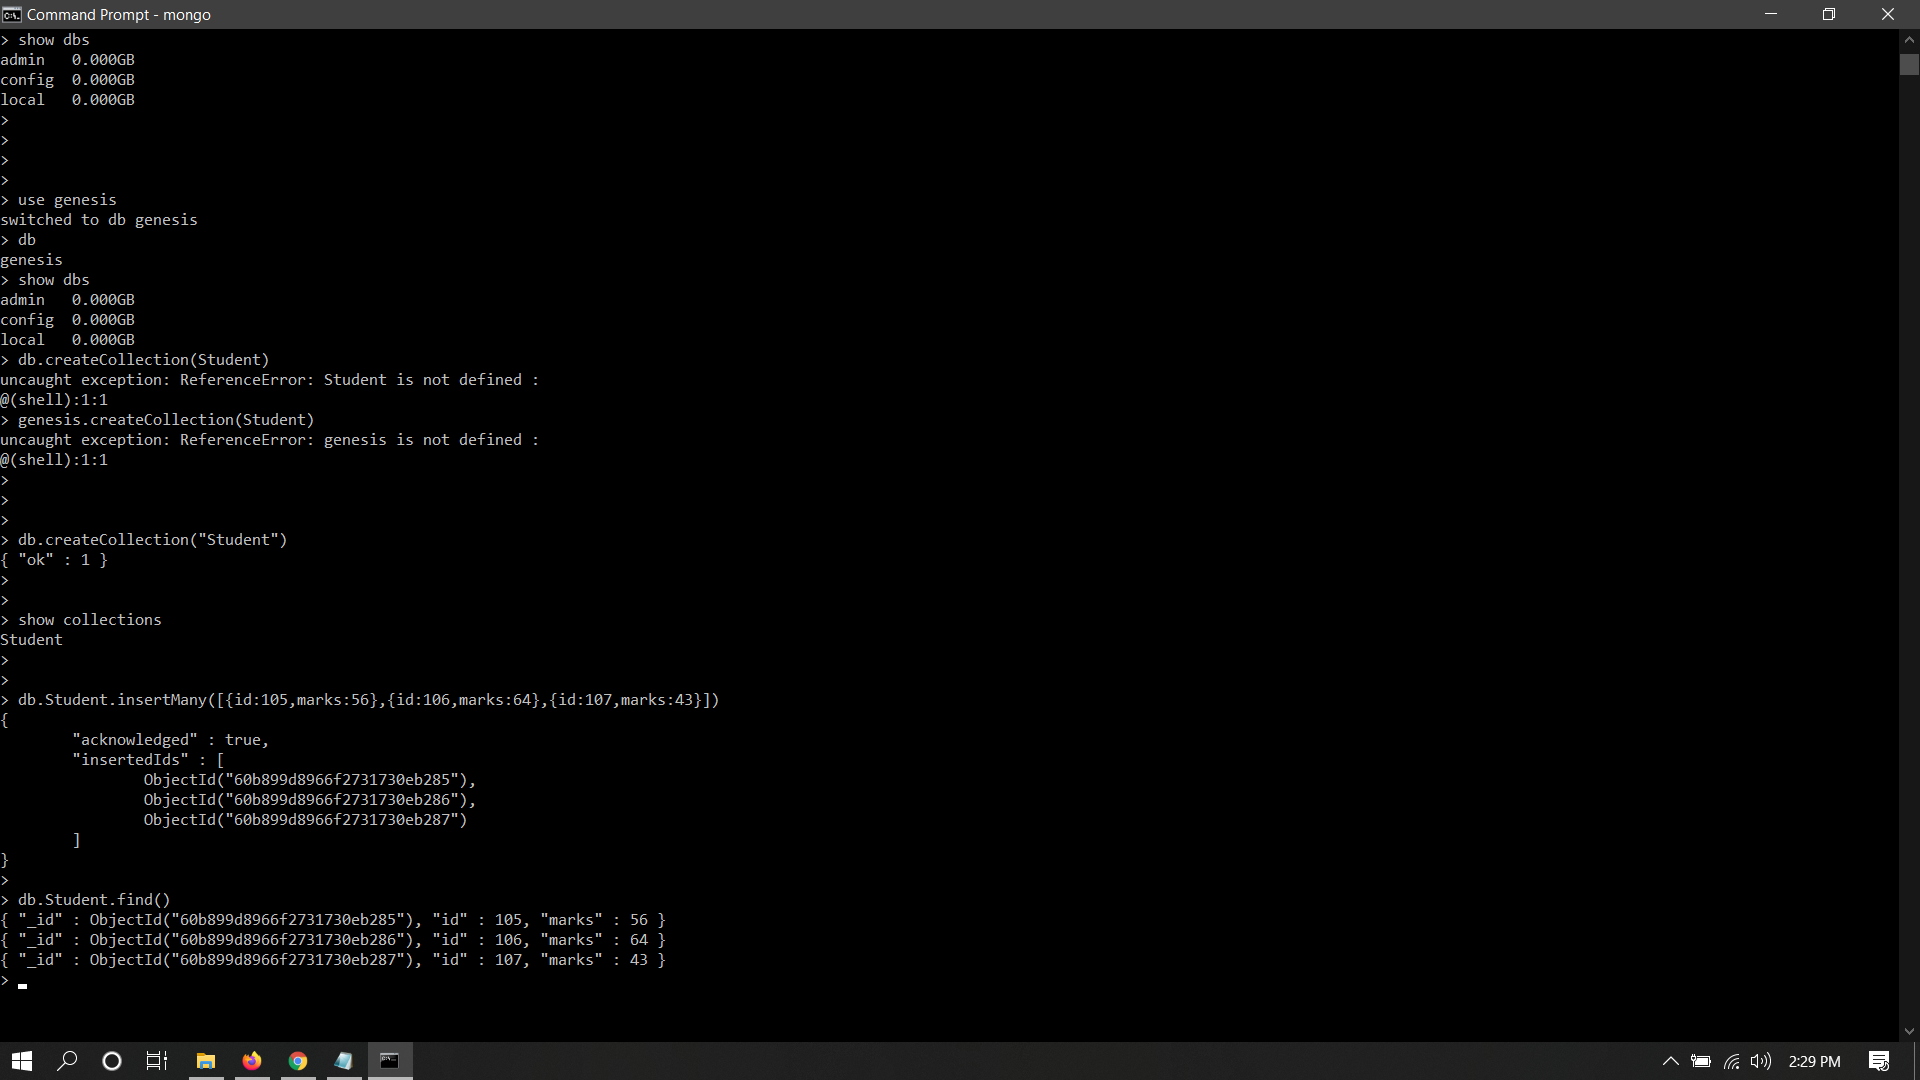 Command Prompt - mongo
> show dbs
admin   0.000GB
config  0.000GB
local   0.000GB
>
>
>
>
> use genesis
switched to db genesis
> db
genesis
> show dbs
admin   0.000GB
config  0.000GB
local   0.000GB
> db.createCollection(Student)
uncaught exception: ReferenceError: Student is not defined :
@(shell):1:1
> genesis.createCollection(Student)
uncaught exception: ReferenceError: genesis is not defined :
@(shell):1:1
>
>
>
> db.createCollection("Student")
{ "ok" : 1 }
>
>
> show collections
Student
>
>
> db.Student.insertMany([{id:105,marks:56},{id:106,marks:64},{id:107,marks:43}])
{
        "acknowledged" : true,
        "insertedIds" : [
                ObjectId("60b899d8966f2731730eb285"),
                ObjectId("60b899d8966f2731730eb286"),
                ObjectId("60b899d8966f2731730eb287")
        ]
}
>
> db.Student.find()
{ "_id" : ObjectId("60b899d8966f2731730eb285"), "id" : 105, "marks" : 56 }
{ "_id" : ObjectId("60b899d8966f2731730eb286"), "id" : 106, "marks" : 64 }
{ "_id" : ObjectId("60b899d8966f2731730eb287"), "id" : 107, "marks" : 43 }
>
2:29 PM